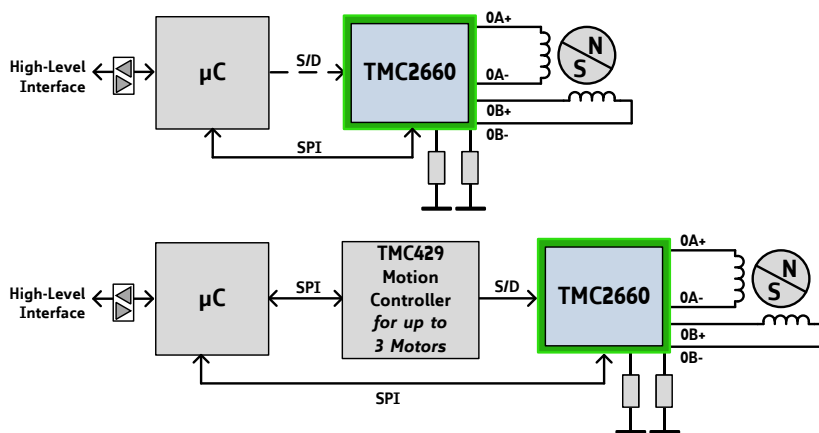 0A+
High-Level
Interface
µC
S/D
TMC2660
N
S
0A-
0B+
0B-
SPI
TMC429
Motion
Controller
for up to
3 Motors
0A+
High-Level
Interface
µC
SPI
S/D
TMC2660
N
S
0A-
0B+
0B-
SPI